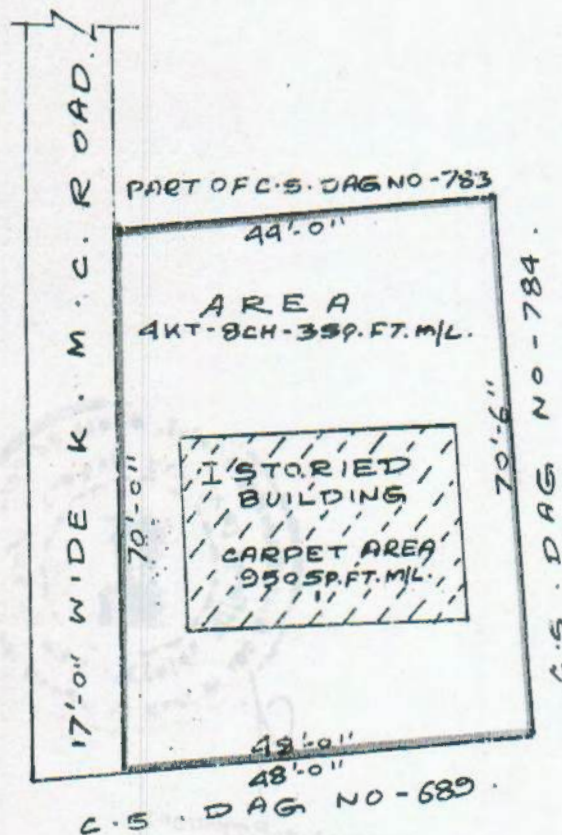 17'-0" WIDE K.M.C. ROAD.
PART OF C.S. DAG NO-783
44'-0"
AREA
4KT-8CH-3SQ.FT.M/L.
70'-0"
I STORIED
BUILDING
CARPET AREA
950SQ.FT.M/L.
70'-6"
C.S. DAG NO-784.
48'-0"
48'-0"
C.S. DAG NO-689.